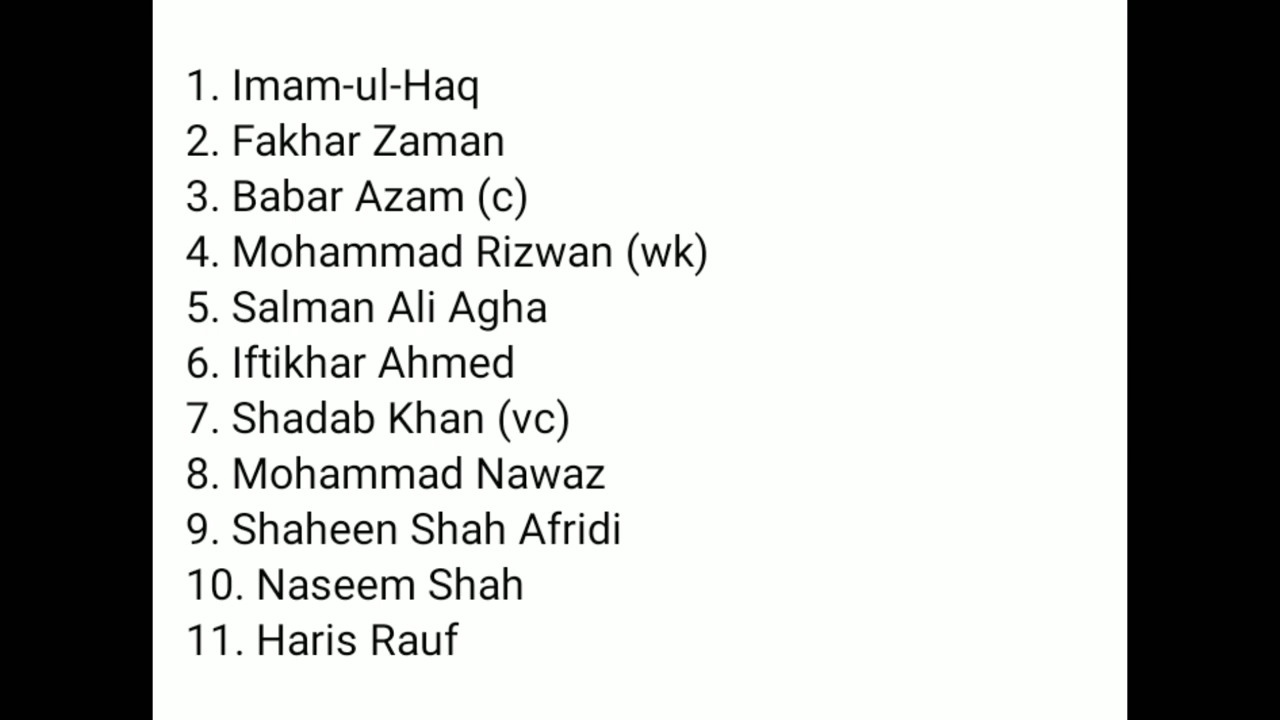 1. Imam-ul-Haq
2. Fakhar Zaman
3. Babar Azam (c)
4. Mohammad Rizwan (wk)
5. Salman Ali Agha
6. Iftikhar Ahmed
7. Shadab Khan (vc)
8. Mohammad Nawaz
9. Shaheen Shah Afridi
10. Naseem Shah
11. Haris Rauf